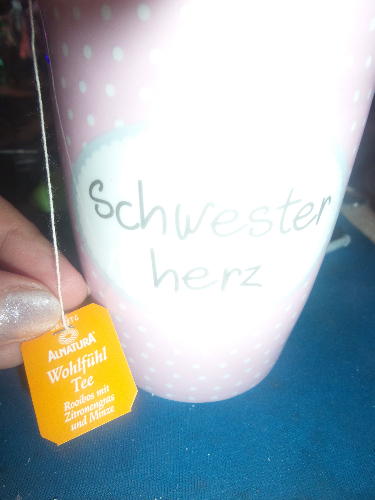 Schwester
herz
ALNATURA
Wohlfühl
Tee
Rooibos mit
Zitronengras
und Minze